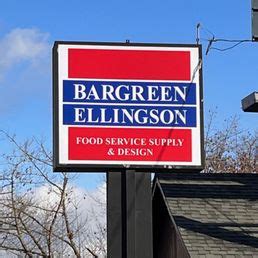 BARGREEN
ELLINGSON
FOOD SERVICE SUPPLY
& DESIGN